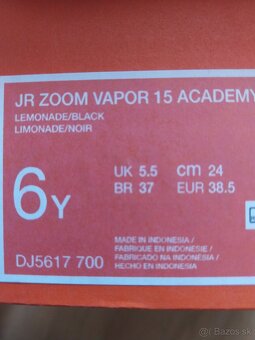 JR ZOOM VAPOR 15 ACADEMY
LEMONADE/BLACK
LIMONADE/NOIR
6Y
UK 5.5 cm 24
BR 37 EUR 38.5
MADE IN INDONESIA /
FABRIQUE EN INDONESIE /
FABRICADO NA INDONESIA /
HECHO EN INDONESIA
DJ5617 700
Bazos.sk